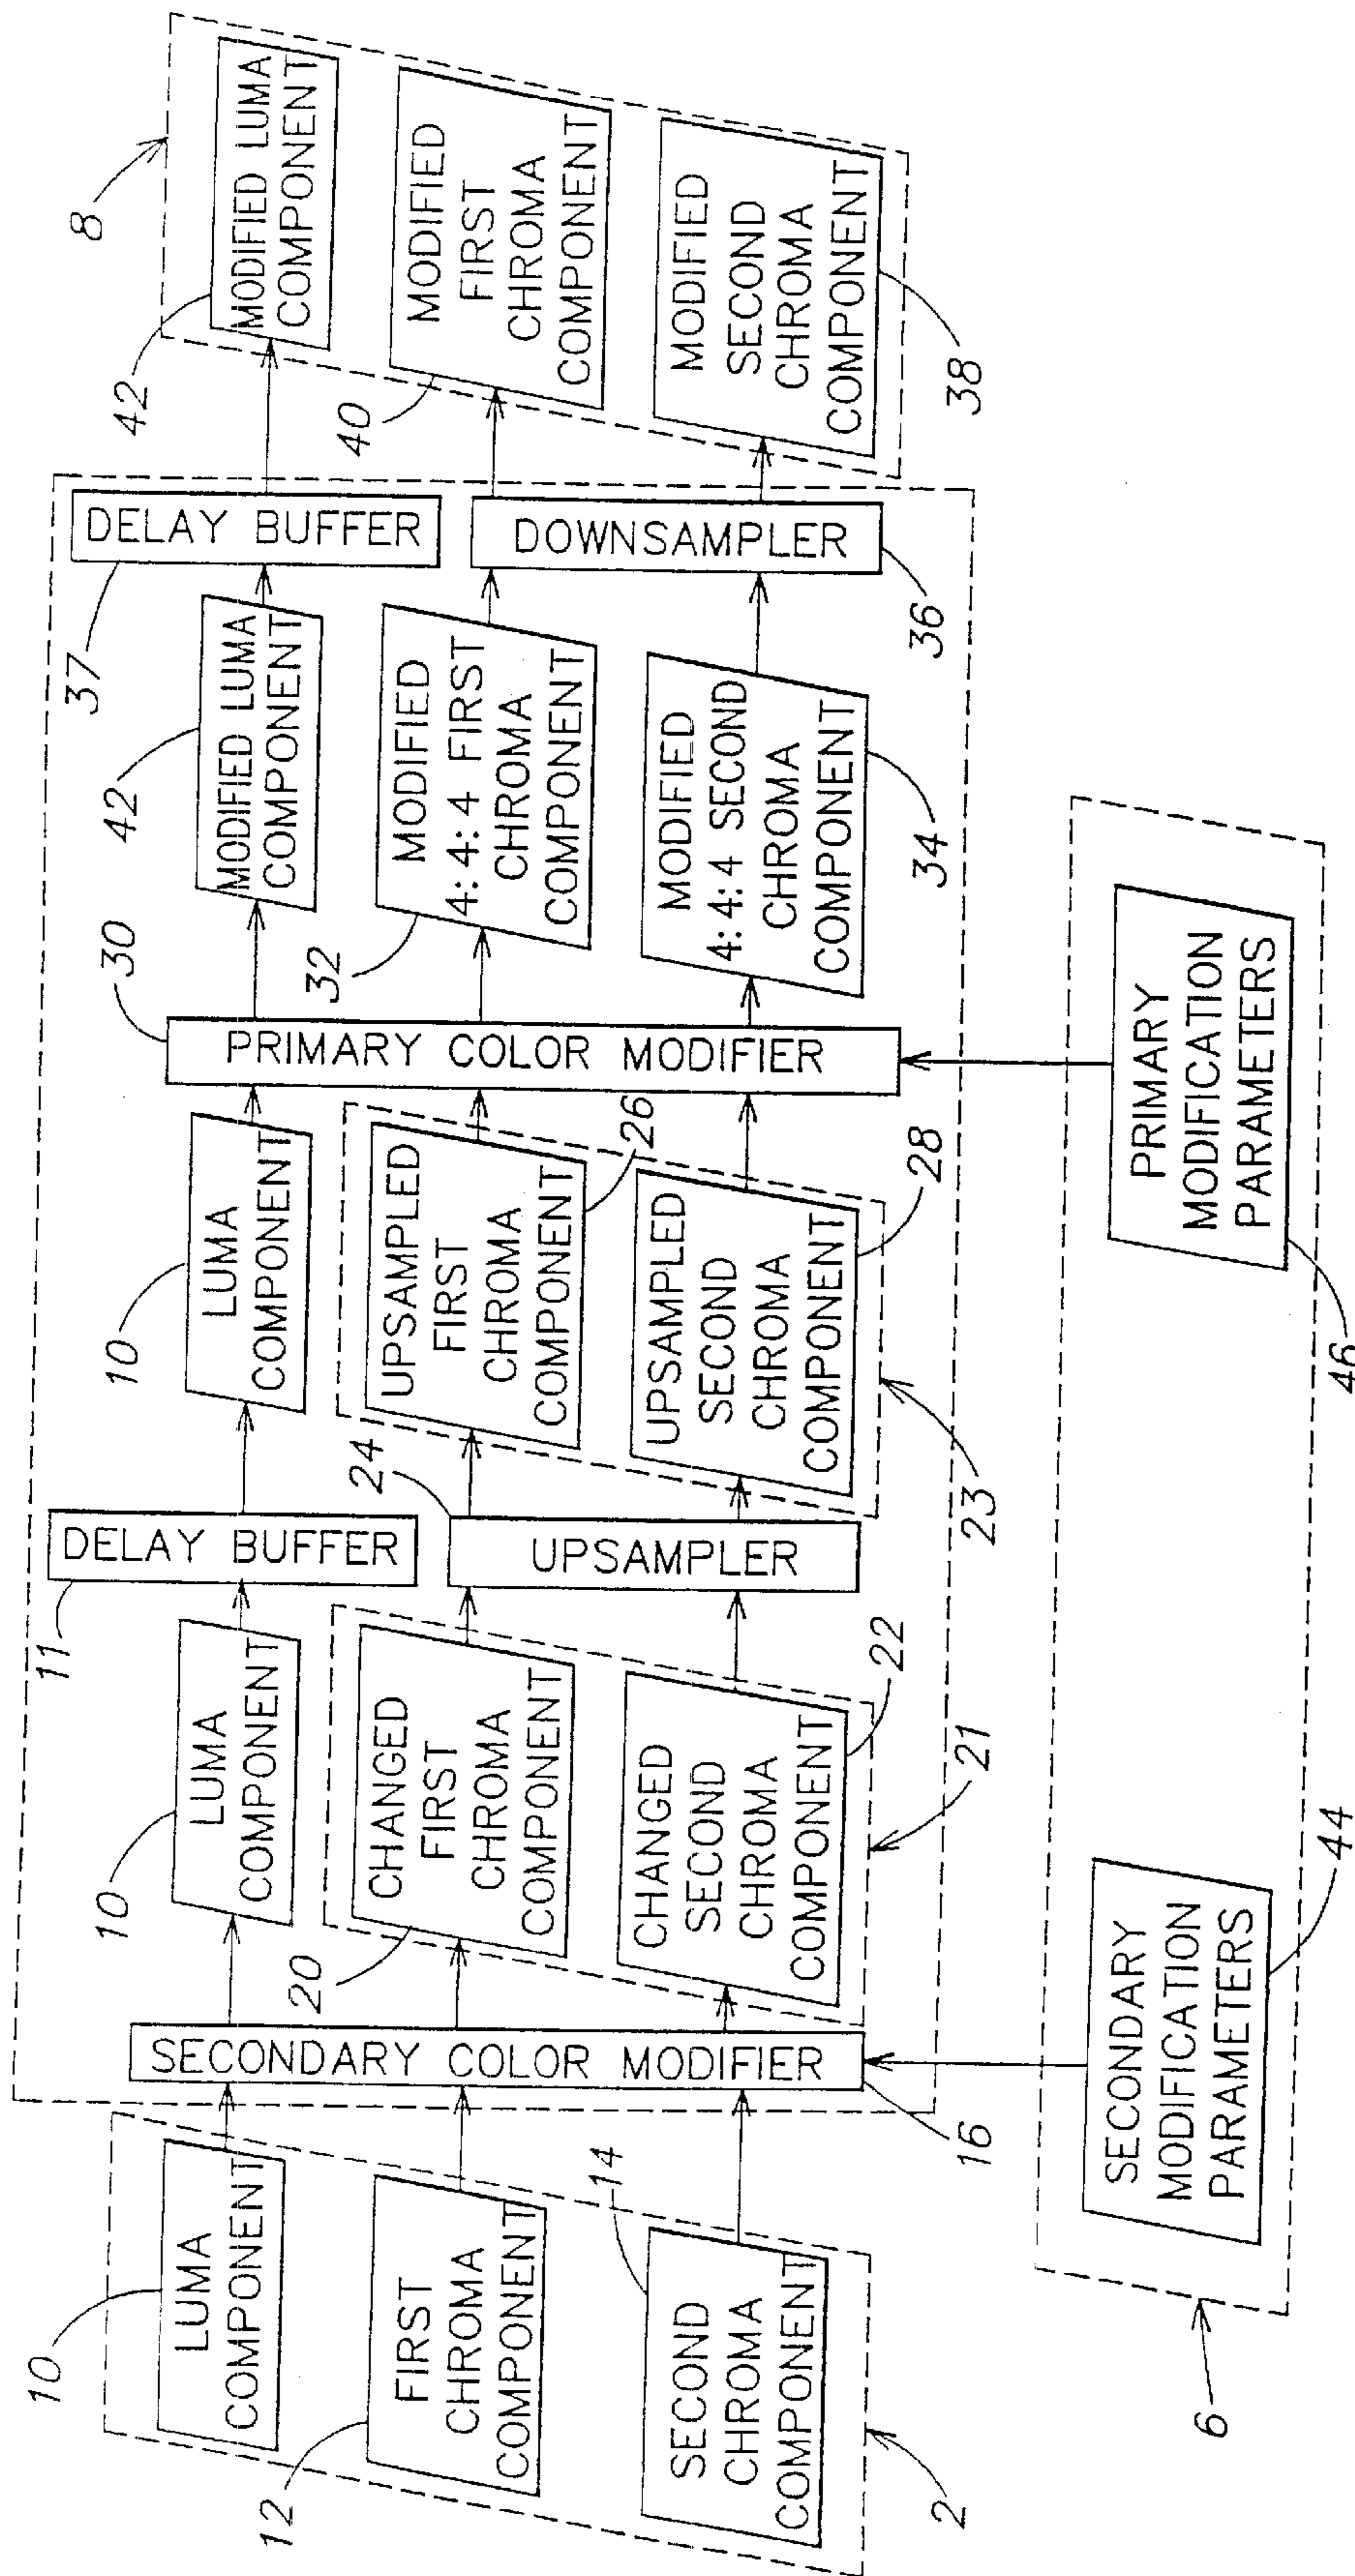 10
LUMA
COMPONENT
12
FIRST
CHROMA
COMPONENT
14
SECOND
CHROMA
COMPONENT
2
SECONDARY COLOR MODIFIER
16
10
LUMA
COMPONENT
20
CHANGED
FIRST
CHROMA
COMPONENT
CHANGED
SECOND
CHROMA
COMPONENT
22
21
11
DELAY BUFFER
24
UPSAMPLER
10
LUMA
COMPONENT
UPSAMPLED
FIRST
CHROMA
COMPONENT
26
UPSAMPLED
SECOND
CHROMA
COMPONENT
28
23
30
PRIMARY COLOR MODIFIER
42
MODIFIED LUMA
COMPONENT
32
MODIFIED
4:4:4 FIRST
CHROMA
COMPONENT
MODIFIED
4:4:4 SECOND
CHROMA
COMPONENT
34
37
DELAY BUFFER
DOWNSAMPLER
36
8
42
MODIFIED LUMA
COMPONENT
40
MODIFIED
FIRST
CHROMA
COMPONENT
MODIFIED
SECOND
CHROMA
COMPONENT
38
6
SECONDARY
MODIFICATION
PARAMETERS
44
PRIMARY
MODIFICATION
PARAMETERS
46